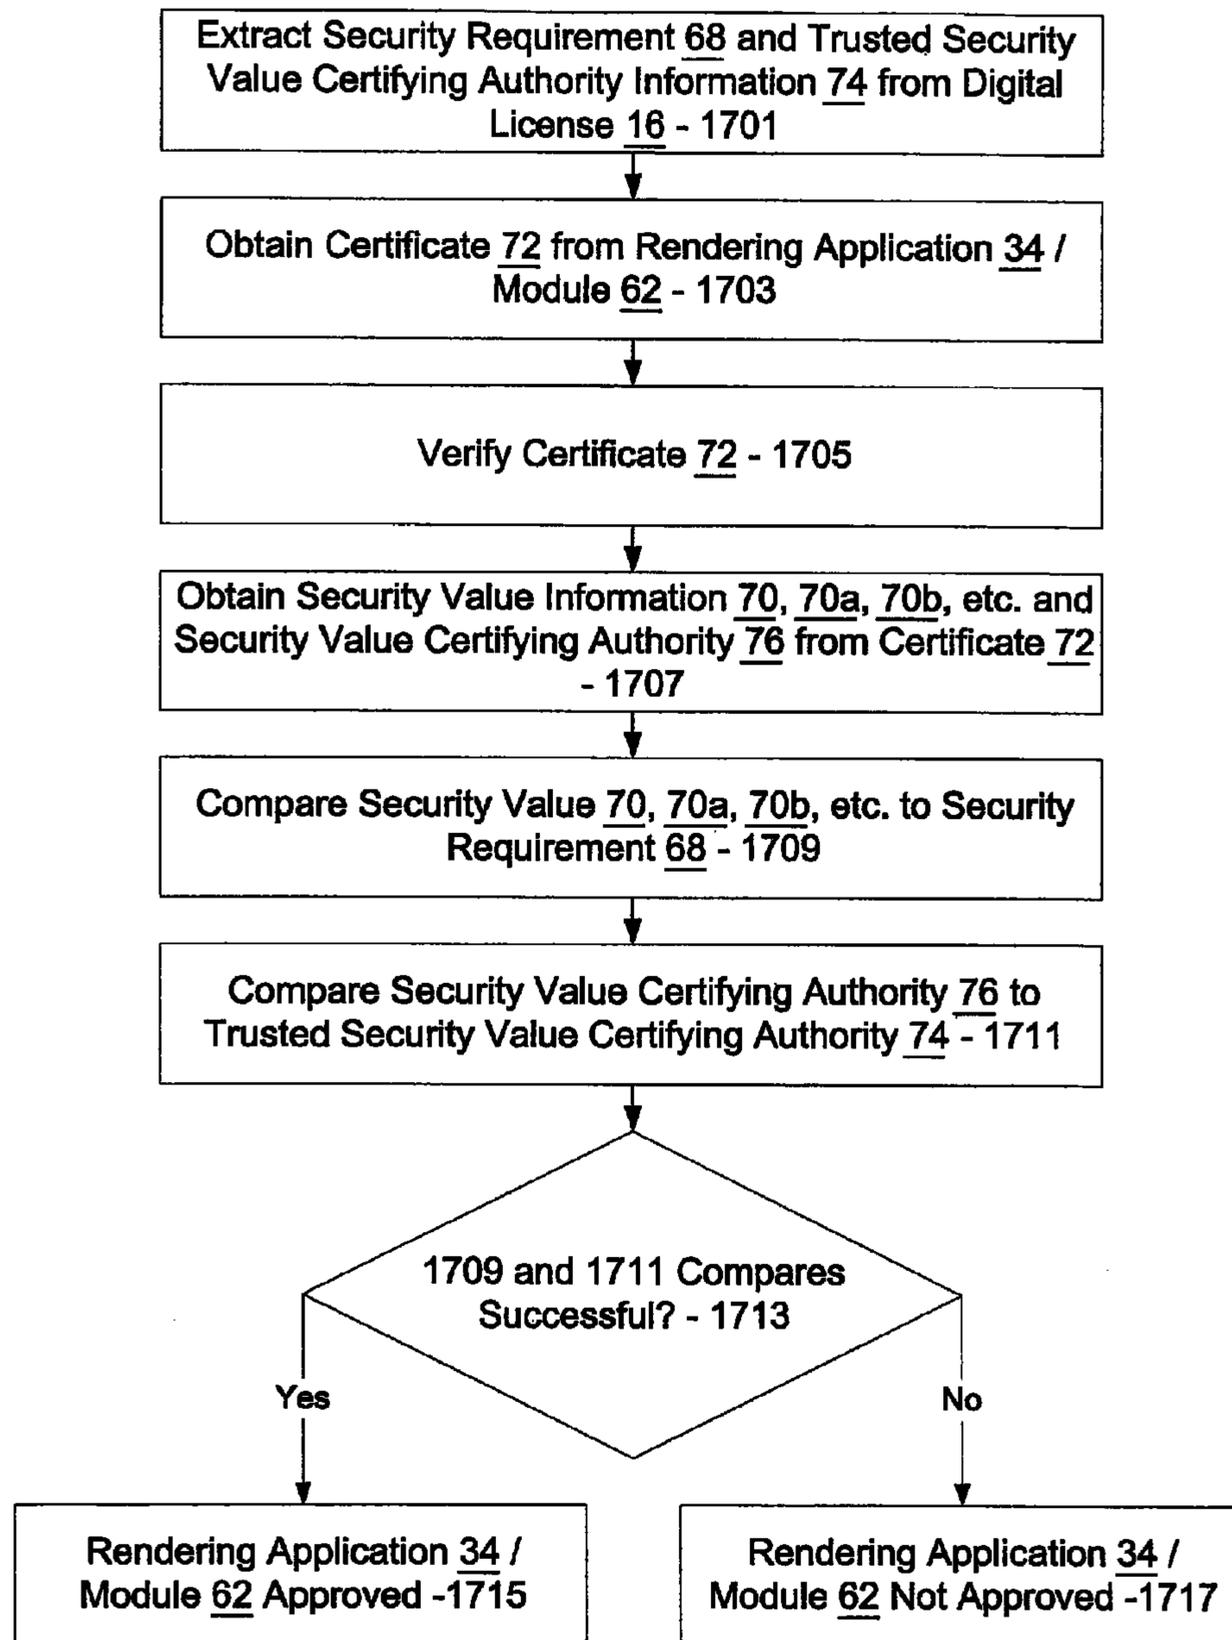 Extract Security Requirement 68 and Trusted Security
Value Certifying Authority Information 74 from Digital
License 16 - 1701
Obtain Certificate 72 from Rendering Application 34 /
Module 62 - 1703
Verify Certificate 72 - 1705
Obtain Security Value Information 70, 70a, 70b, etc. and
Security Value Certifying Authority 76 from Certificate 72
- 1707
Compare Security Value 70, 70a, 70b, etc. to Security
Requirement 68 - 1709
Compare Security Value Certifying Authority 76 to
Trusted Security Value Certifying Authority 74 - 1711
1709 and 1711 Compares
Successful? - 1713
Yes
No
Rendering Application 34 /
Module 62 Approved -1715
Rendering Application 34 /
Module 62 Not Approved -1717